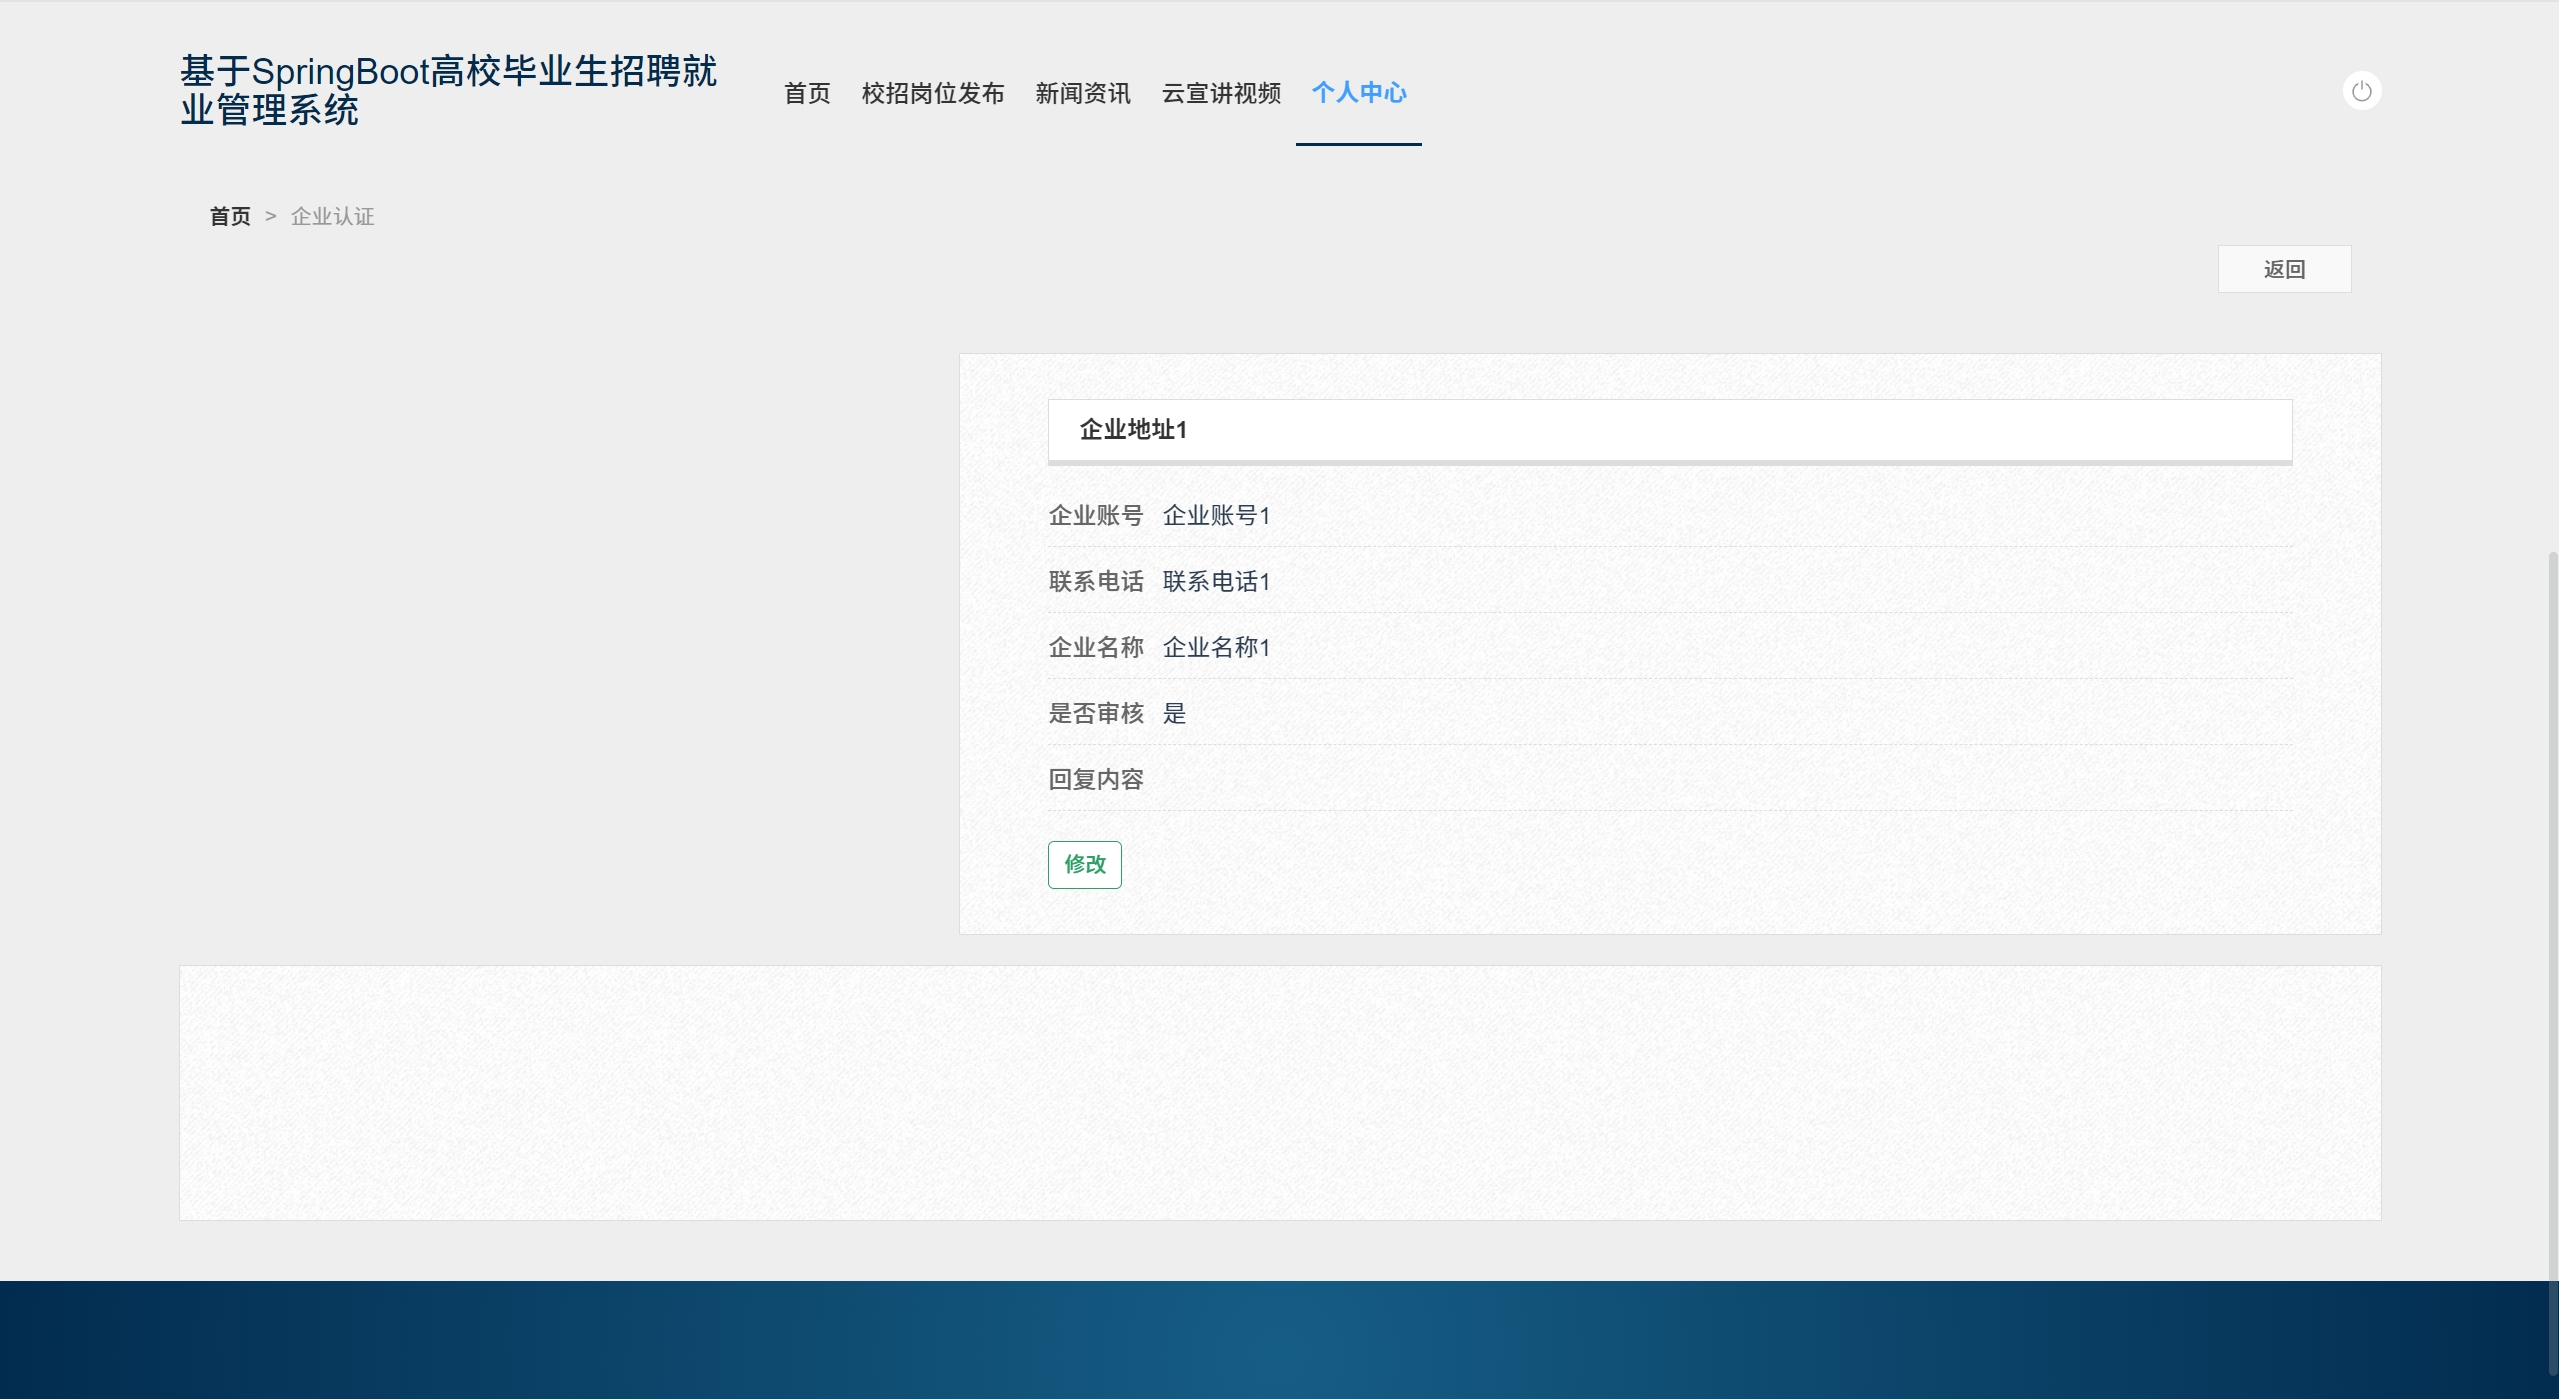 基于SpringBoot高校毕业生招聘就
业管理系统
首页 校招岗位发布 新闻资讯 云宣讲视频 个人中心
首页 > 企业认证
返回
企业地址1
企业账号 企业账号1
联系电话 联系电话1
企业名称 企业名称1
是否审核 是
回复内容
修改